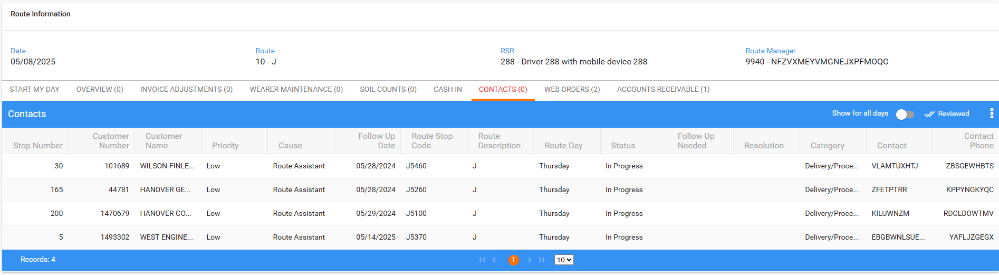 Route Information
Date Route RSR Route Manager
05/08/2025 10 - J 288 - Driver 288 with mobile device 288 9940 - NFZVXMEYVMGNEJXPFMOQC
START MY DAY OVERVIEW (0) INVOICE ADJUSTMENTS (0) WEARER MAINTENANCE (0) SOIL COUNTS (0) CASH IN CONTACTS (0) WEB ORDERS (2) ACCOUNTS RECEIVABLE (1)
Contacts Show for all days Reviewed
Stop Number Customer Number Customer Name Priority Cause Follow Up Date Route Stop Code Route Description Route Day Status Follow Up Needed Resolution Category Contact Contact Phone
30 101689 WILSON-FINLE... Low Route Assistant 05/28/2024 J5460 J Thursday In Progress Delivery/Proce... VLAMTUXHTJ ZBSGEWHBTS
165 44781 HANOVER GE... Low Route Assistant 05/28/2024 J5260 J Thursday In Progress Delivery/Proce... ZFETPTRR KPPYNGKYQC
200 1470679 HANOVER CO... Low Route Assistant 05/29/2024 J5100 J Thursday In Progress Delivery/Proce... KILUWNZM RDCLDOWTMV
5 1493302 WEST ENGINE... Low Route Assistant 05/14/2025 J5370 J Thursday In Progress Delivery/Proce... EBGBWNLSUE... YAFLJZGEGX
Records: 4 1 10